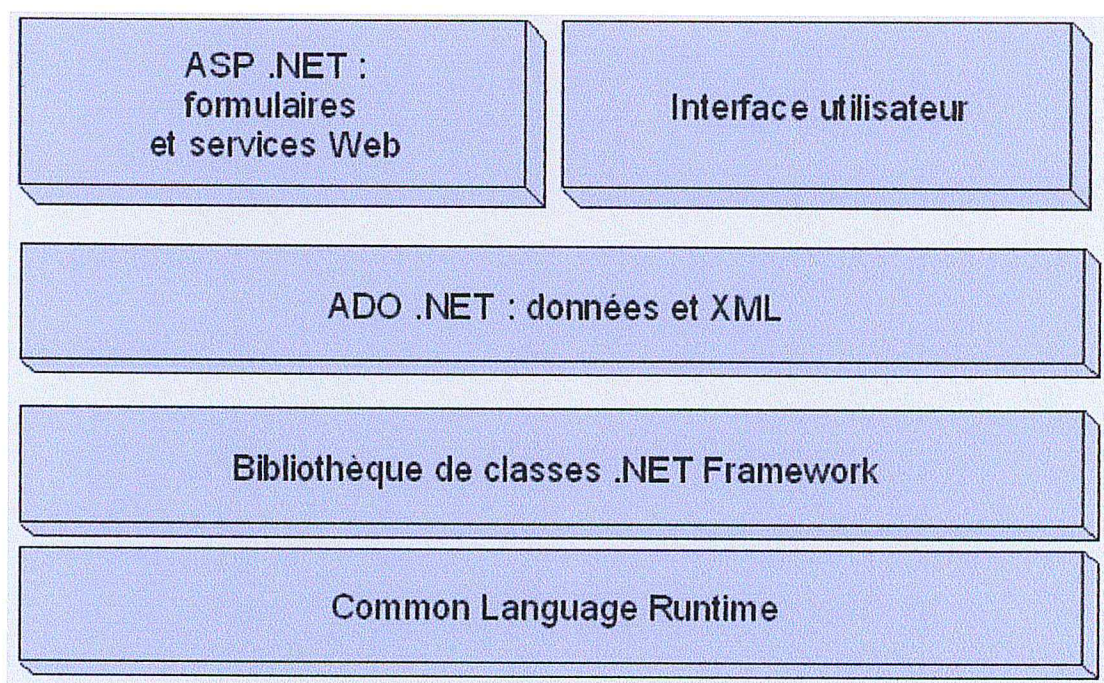 ASP .NET :
formulaires
et services Web
Interface utilisateur
ADO .NET : données et XML
Bibliothèque de classes .NET Framework
Common Language Runtime